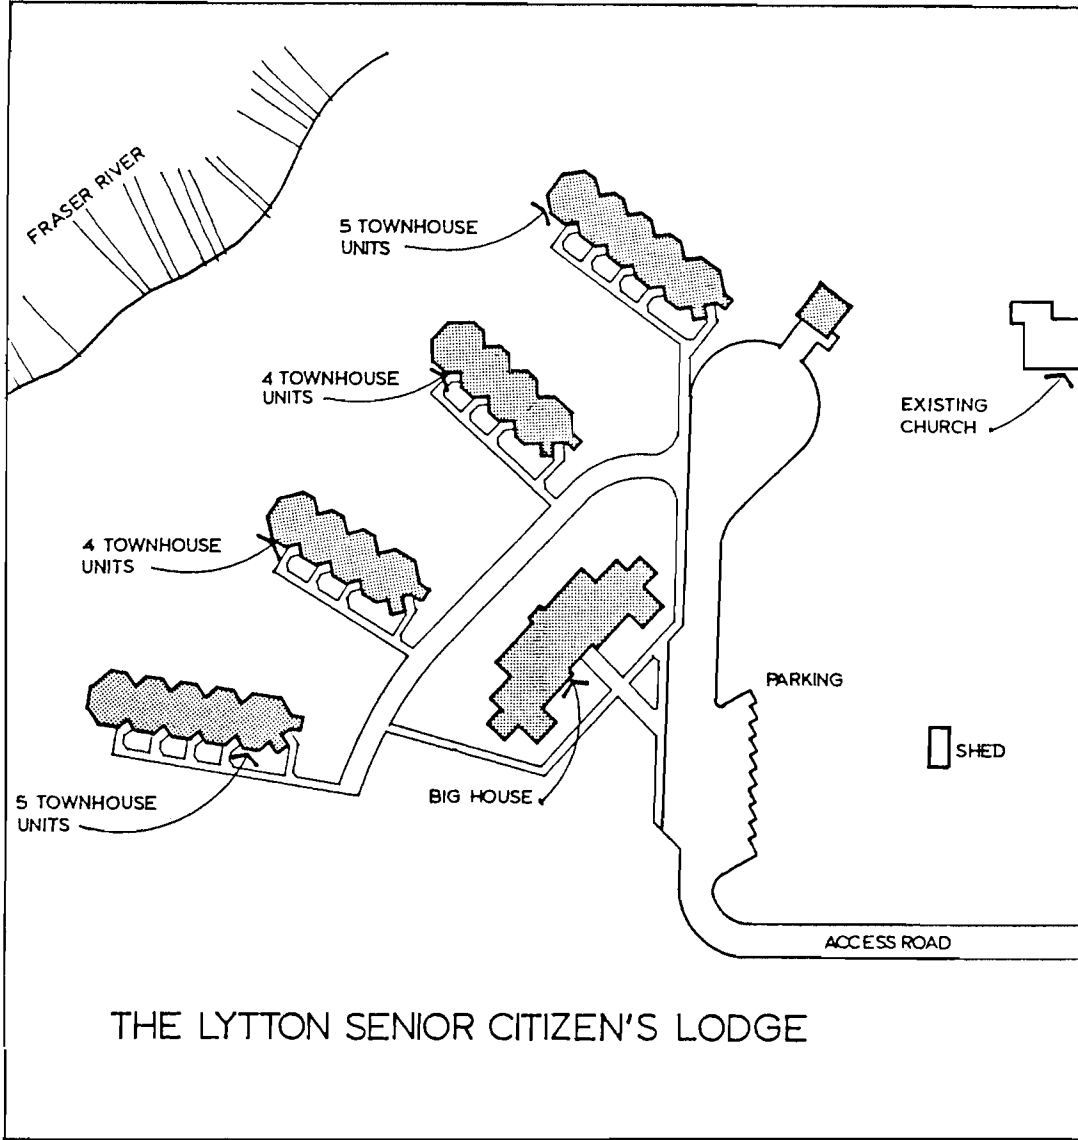 FRASER RIVER
5 TOWNHOUSE
UNITS
4 TOWNHOUSE
UNITS
EXISTING
CHURCH
4 TOWNHOUSE
UNITS
PARKING
SHED
5 TOWNHOUSE
UNITS
BIG HOUSE
ACCESS ROAD
THE LYTTON SENIOR CITIZEN'S LODGE